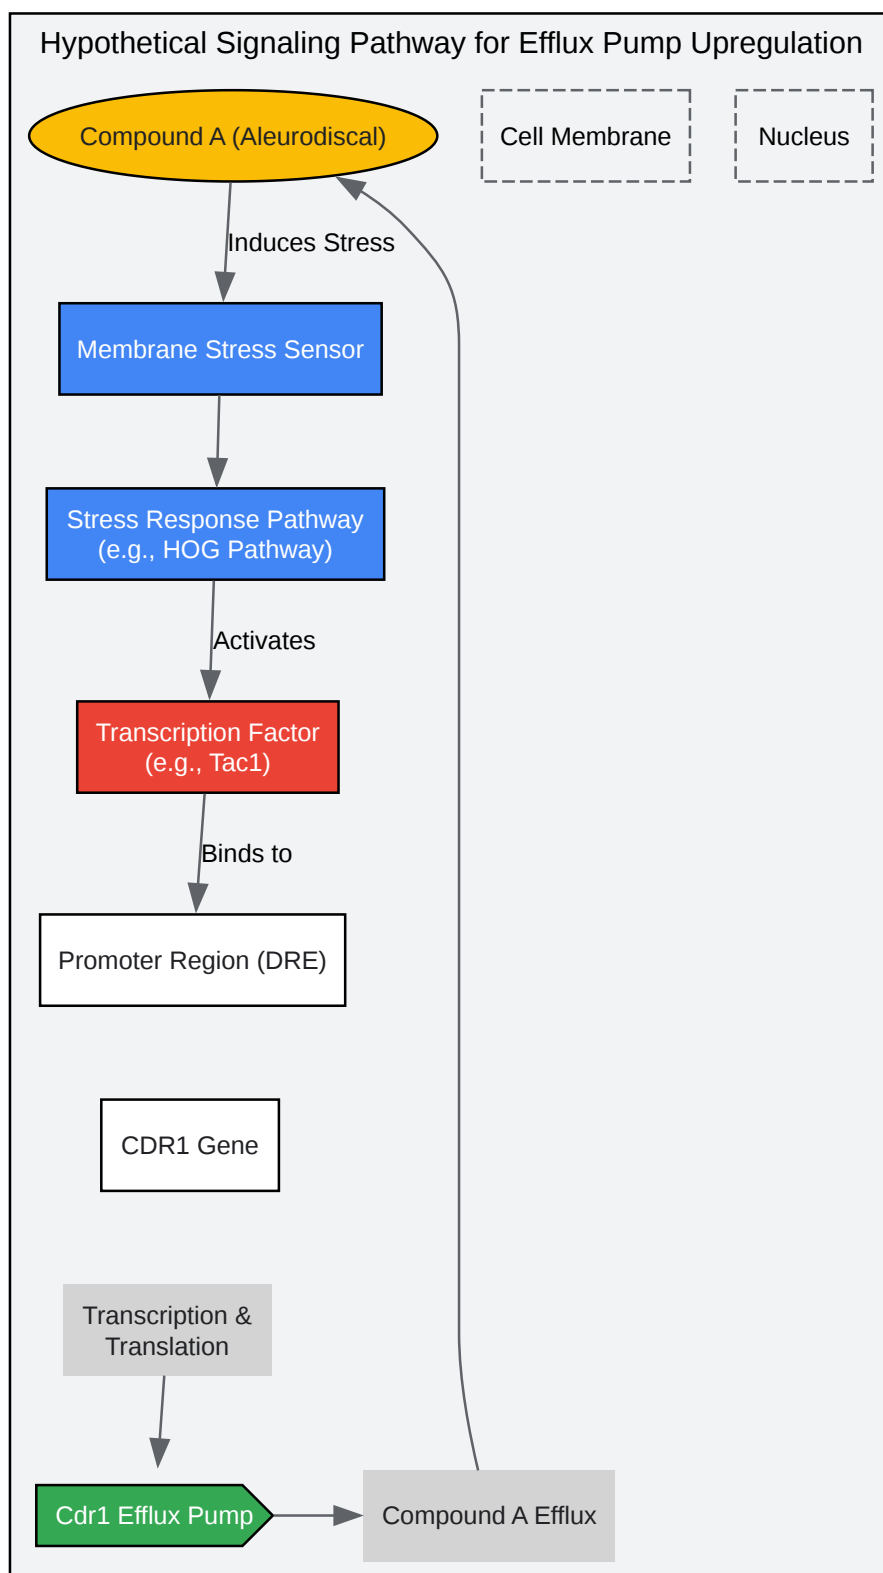 Hypothetical Signaling Pathway for Efflux Pump Upregulation
Compound A (Aleurodiscal)
Cell Membrane
Nucleus
Induces Stress
Membrane Stress Sensor
Stress Response Pathway
(e.g., HOG Pathway)
Activates
Transcription Factor
(e.g., Tac1)
Binds to
Promoter Region (DRE)
CDR1 Gene
Transcription &
Translation
Cdr1 Efflux Pump
Compound A Efflux